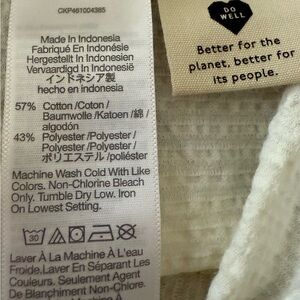 CKP461004385
Made In Indonesia
Fabriqué En Indonésie
Hergestellt In Indonesien
Vervaardigd In Indonesië
インドネシア製
hecho en indonesia
57% Cotton /Coton /
Baumwolle /Katoen /綿 /
algodón
43% Polyester /Polyester /
Polyester /Polyester /
ポリエステル /poliéster
Machine Wash Cold With Like
Colors. Non-Chlorine Bleach
Only. Tumble Dry Low. Iron
On Lowest Setting.
30
Laver À La Machine À L'eau
Froide.Laver En Séparant Les
Couleurs. Seulement Agent
De Blanchiment Non-Chloré.
DO
WELL
Better for the
planet, better for
its people.